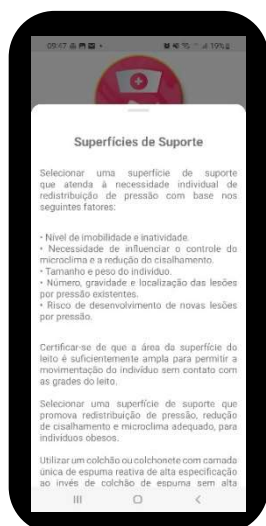 09:47
19%
Superfícies de Suporte
Selecionar uma superfície de suporte
que atenda à necessidade individual de
redistribuição de pressão com base nos
seguintes fatores:
• Nível de imobilidade e inatividade.
• Necessidade de influenciar o controle do
microclima e a redução do cisalhamento.
• Tamanho e peso do indivíduo.
• Número, gravidade e localização das lesões
por pressão existentes.
• Risco de desenvolvimento de novas lesões
por pressão.
Certificar-se de que a área da superfície do
leito é suficientemente ampla para permitir a
movimentação do indivíduo sem contato com
as grades do leito.
Selecionar uma superfície de suporte que
promova redistribuição de pressão, redução
de cisalhamento e microclima adequado, para
indivíduos obesos.
Utilizar um colchão ou colchonete com camada
única de espuma reativa de alta especificação
ao invés de colchão de espuma sem alta